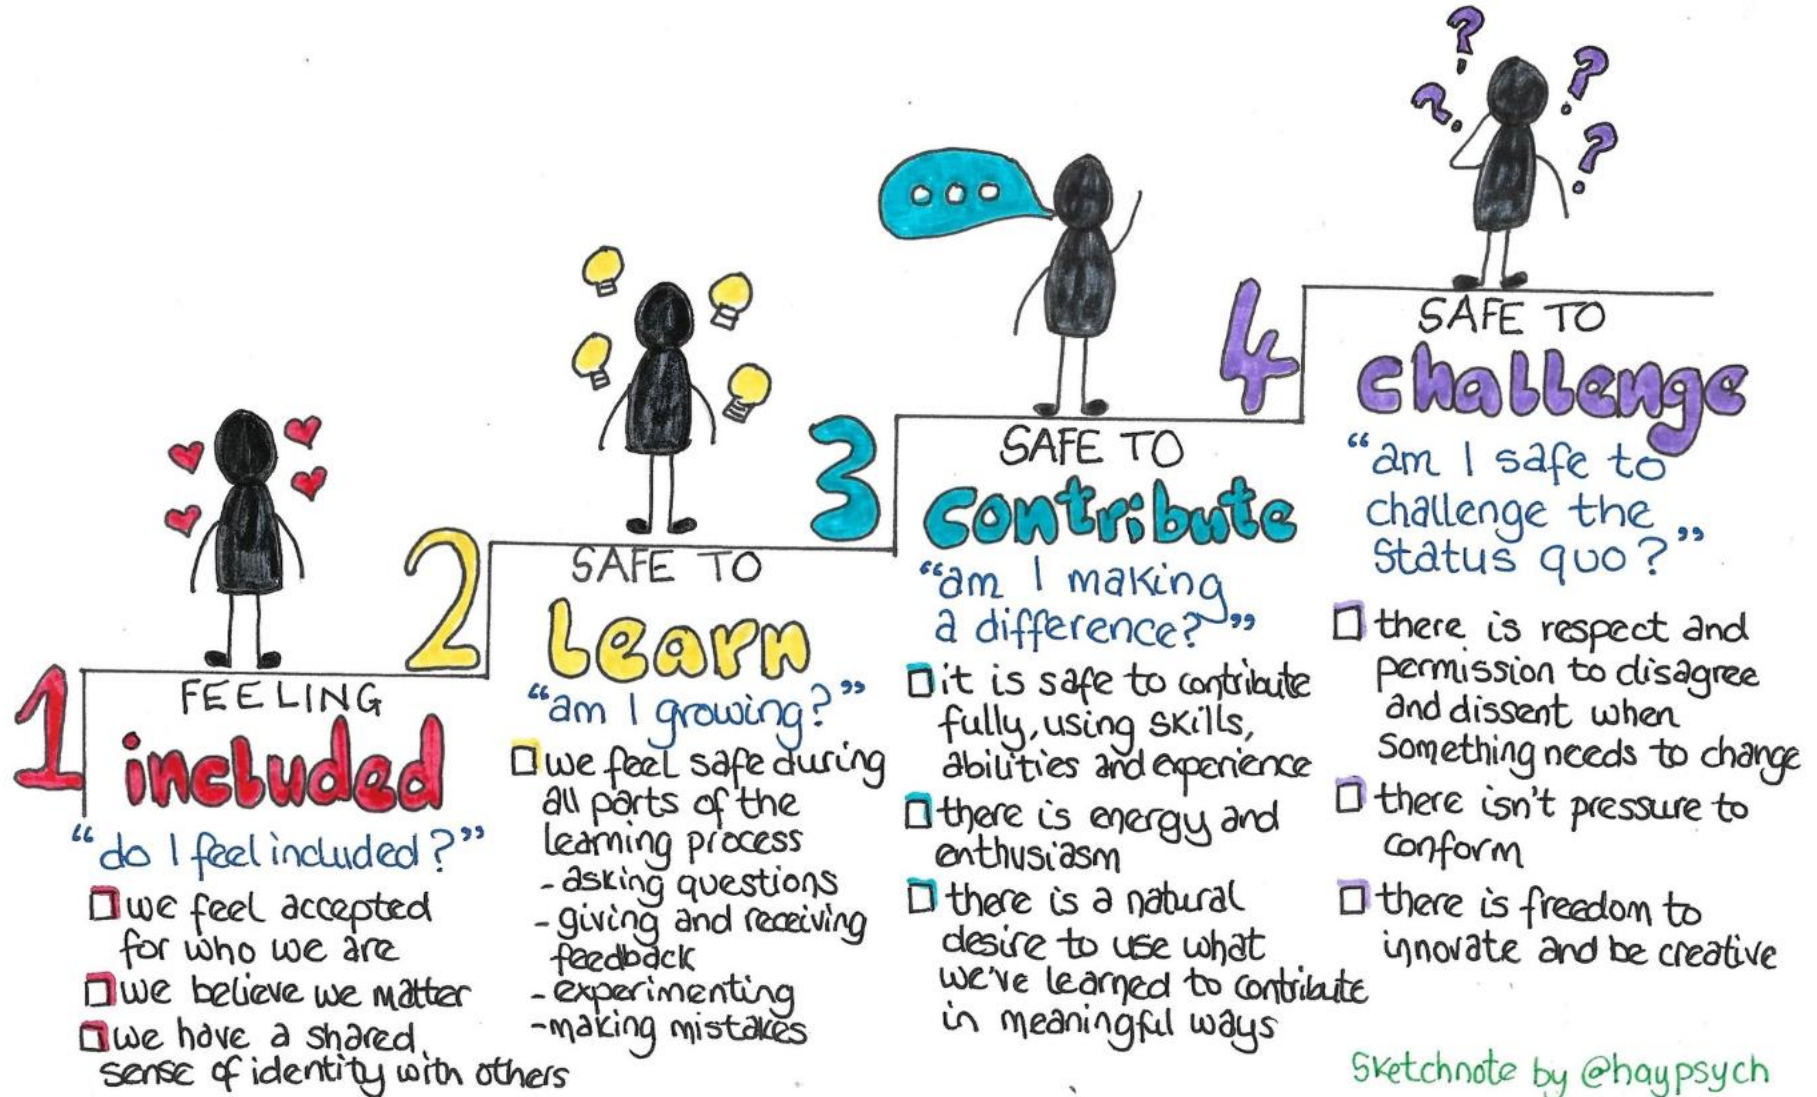 1
FEELING
included
“do I feel included?”
we feel accepted
for who we are
we believe we matter
we have a shared
sense of identity with others
2
SAFE TO
Learn
“am I growing?”
we feel safe during
all parts of the
learning process
- asking questions
- giving and receiving
feedback
- experimenting
- making mistakes
3
SAFE TO
contribute
“am I making
a difference?”
it is safe to contribute
fully, using skills,
abilities and experience
there is energy and
enthusiasm
there is a natural
desire to use what
we've learned to contribute
in meaningful ways
4
SAFE TO
challenge
“am I safe to
challenge the
status quo?”
there is respect and
permission to disagree
and dissent when
something needs to change
there isn't pressure to
conform
there is freedom to
innovate and be creative
Sketchnote by @haypsych
? ? ? ?